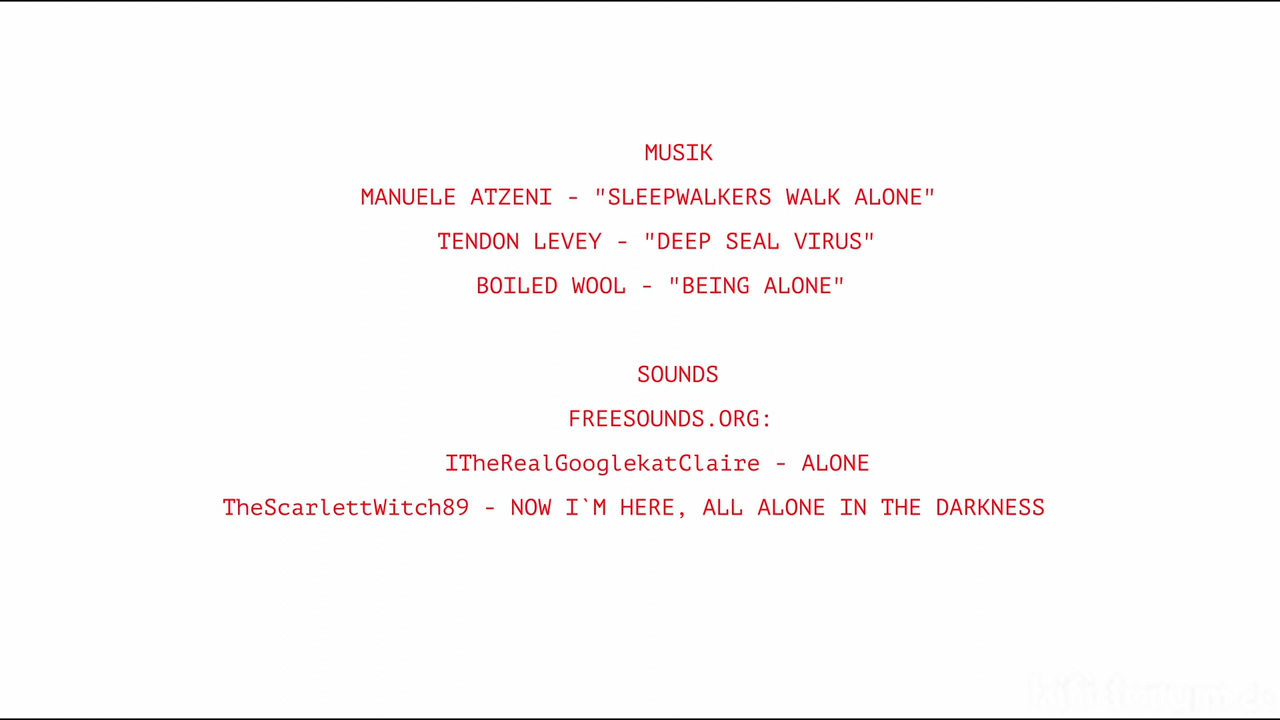 MUSIK
MANUELE ATZENI - "SLEEPWALKERS WALK ALONE"
TENDON LEVEY - "DEEP SEAL VIRUS"
BOILED WOOL - "BEING ALONE"
SOUNDS
FREESOUNDS.ORG:
ITheRealGooglekatClaire - ALONE
TheScarlettWitch89 - NOW I`M HERE, ALL ALONE IN THE DARKNESS